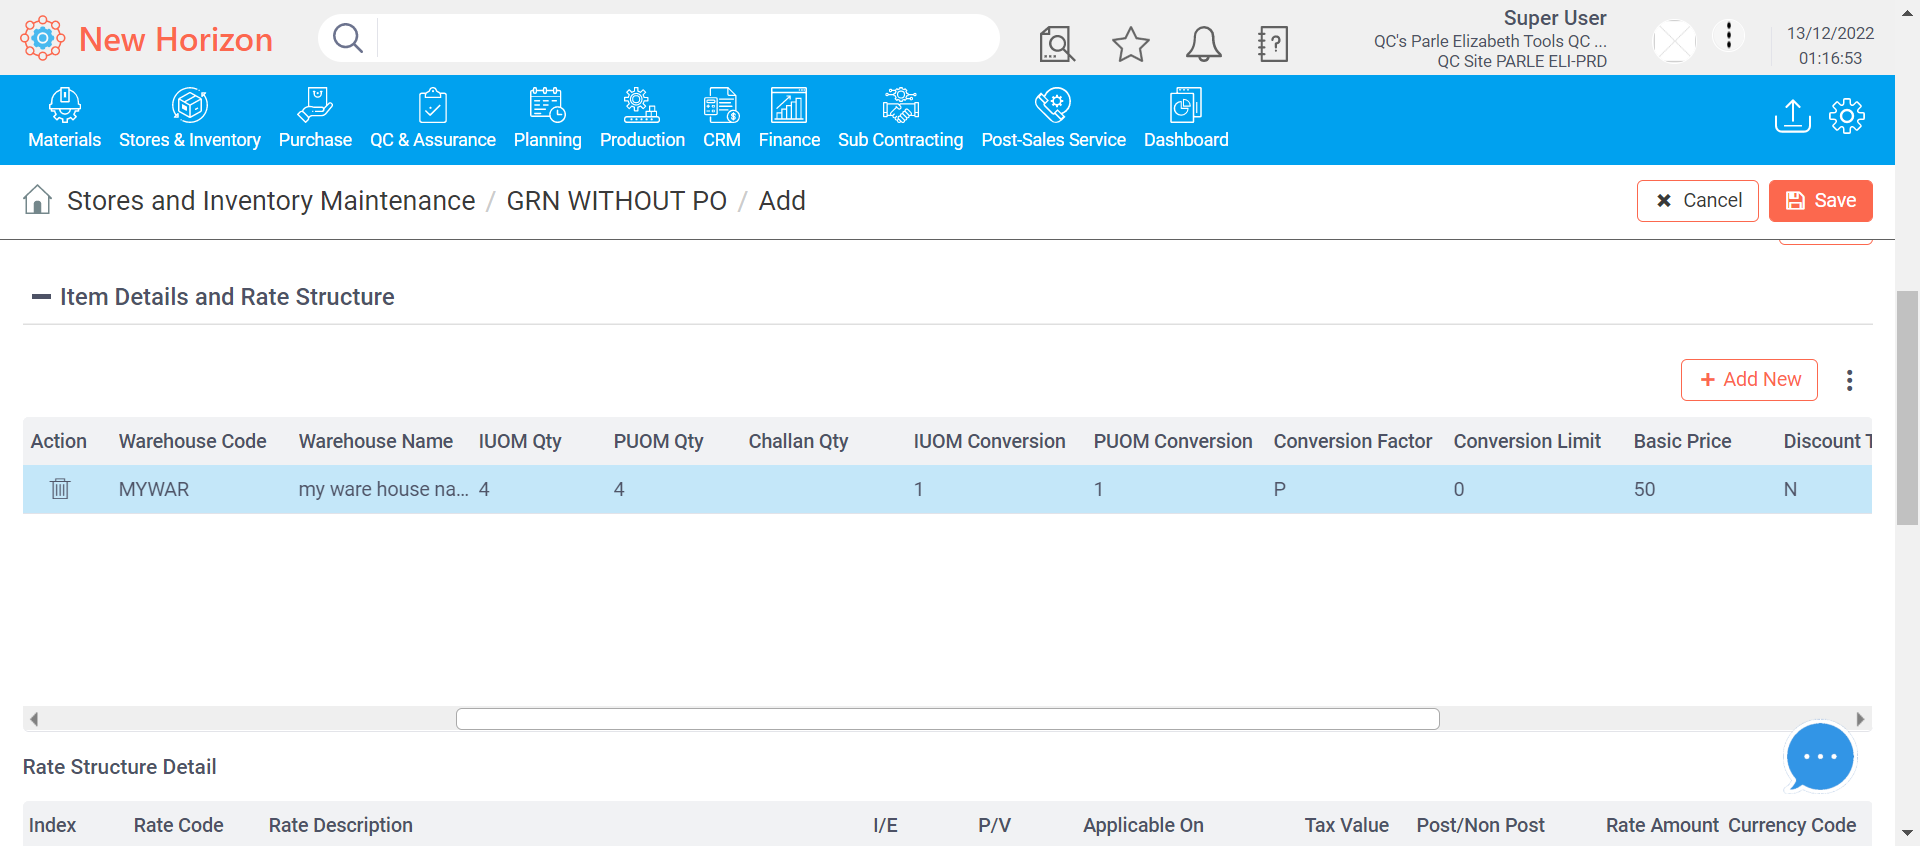 New Horizon
Super User
QC's Parle Elizabeth Tools QC ...
QC Site PARLE ELI-PRD
13/12/2022
01:16:53
Materials Stores & Inventory Purchase QC & Assurance Planning Production CRM Finance Sub Contracting Post-Sales Service Dashboard
Stores and Inventory Maintenance / GRN WITHOUT PO / Add
Cancel Save
Item Details and Rate Structure
+ Add New
Action Warehouse Code Warehouse Name IUOM Qty PUOM Qty Challan Qty IUOM Conversion PUOM Conversion Conversion Factor Conversion Limit Basic Price Discount T
MYWAR my ware house na... 4 4 1 1 P 0 50 N
Rate Structure Detail
Index Rate Code Rate Description I/E P/V Applicable On Tax Value Post/Non Post Rate Amount Currency Code